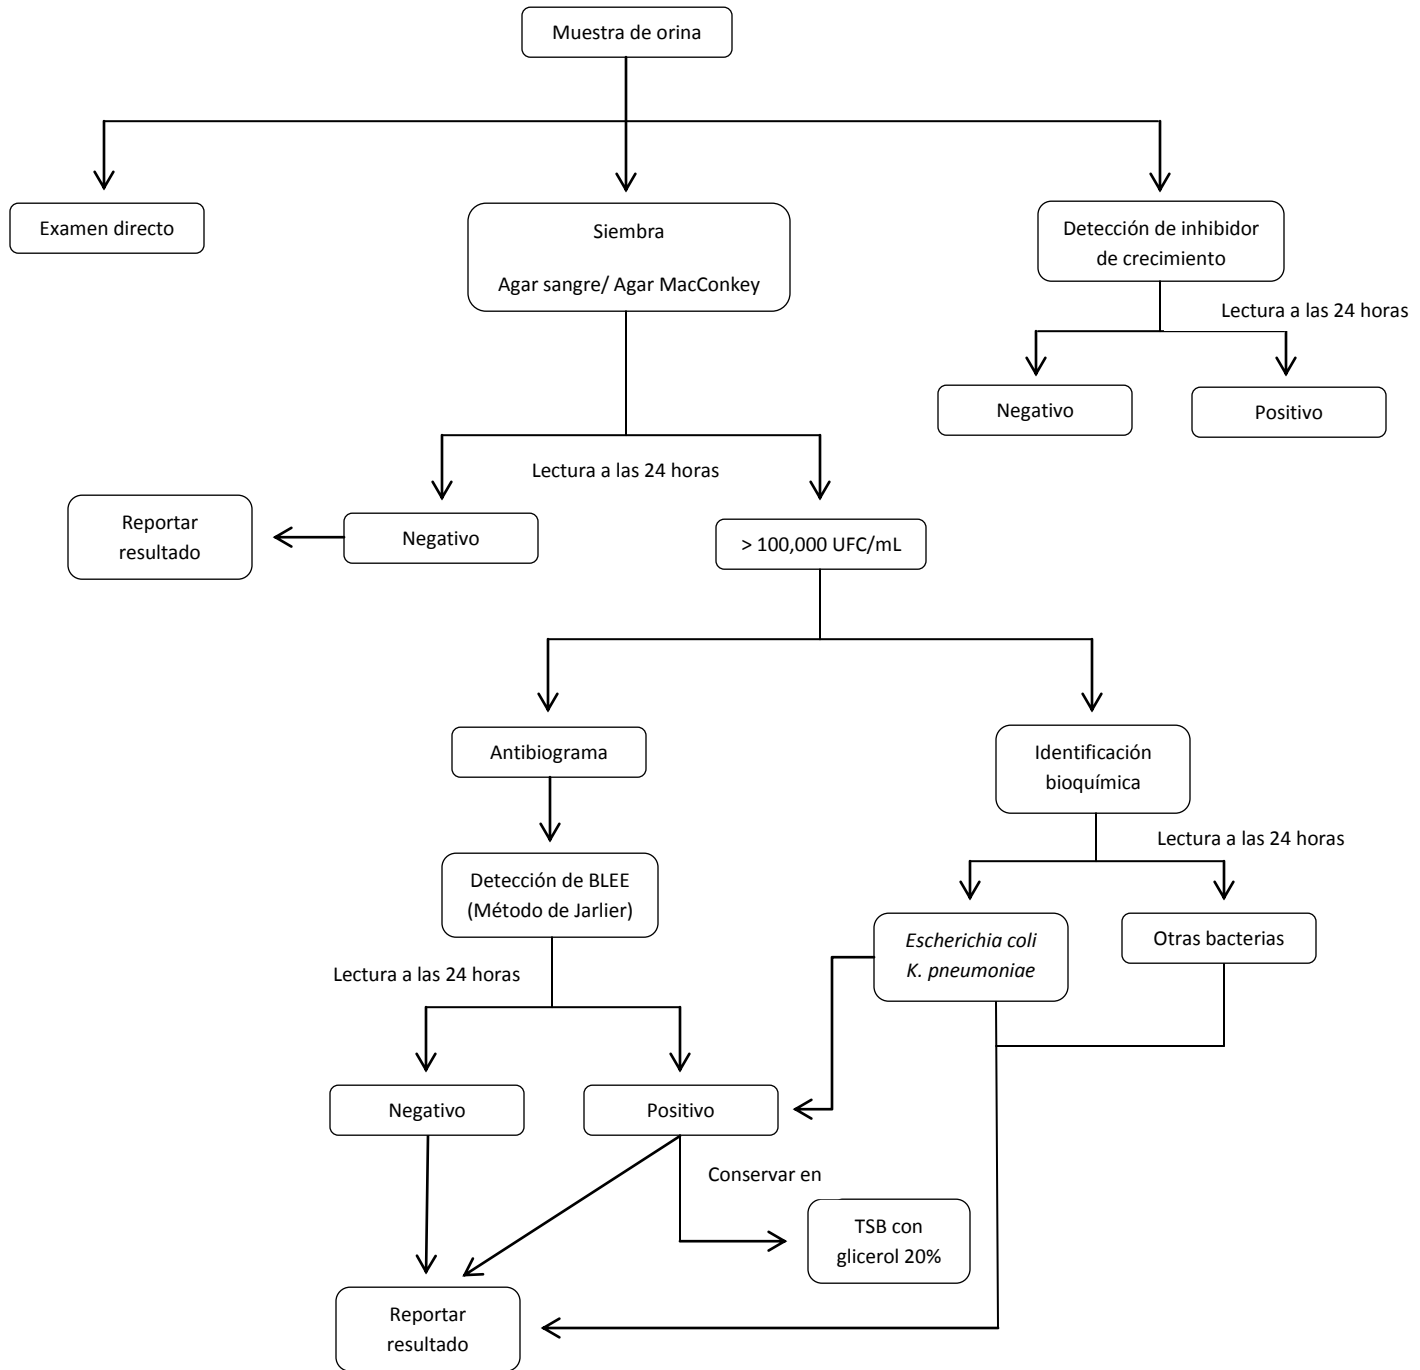 Muestra de orina
Examen directo
Siembra
Agar sangre/ Agar MacConkey
Detección de inhibidor
de crecimiento
Lectura a las 24 horas
Negativo
Positivo
Lectura a las 24 horas
Reportar
resultado
Negativo
> 100,000 UFC/mL
Antibiograma
Identificación
bioquímica
Lectura a las 24 horas
Detección de BLEE
(Método de Jarlier)
Escherichia coli
K. pneumoniae
Otras bacterias
Lectura a las 24 horas
Negativo
Positivo
Conservar en
TSB con
glicerol 20%
Reportar
resultado